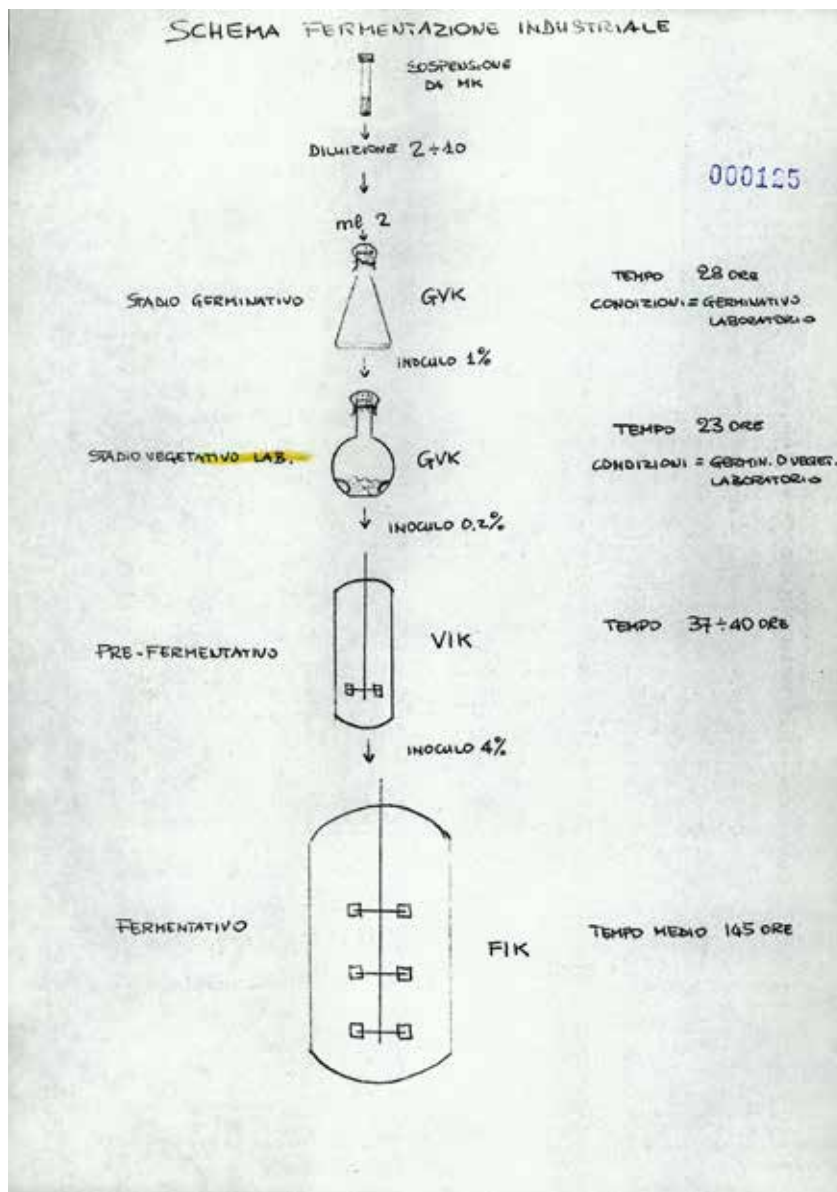 SCHEMA FERMENTAZIONE INDUSTRIALE
SOSPENSIONE
DA MK
DILUIZIONE 2÷10
000125
ml 2
STADIO GERMINATIVO
GVK
TEMPO 28 ORE
CONDIZIONI = GERMINATIVO
LABORATORIO
INOCULO 1%
STADIO VEGETATIVO LAB.
GVK
TEMPO 23 ORE
CONDIZIONI = GERMIN. O VEGET.
LABORATORIO
INOCULO 0,2%
PRE-FERMENTATIVO
VIK
TEMPO 37÷40 ORE
INOCULO 4%
FERMENTATIVO
FIK
TEMPO MEDIO 145 ORE